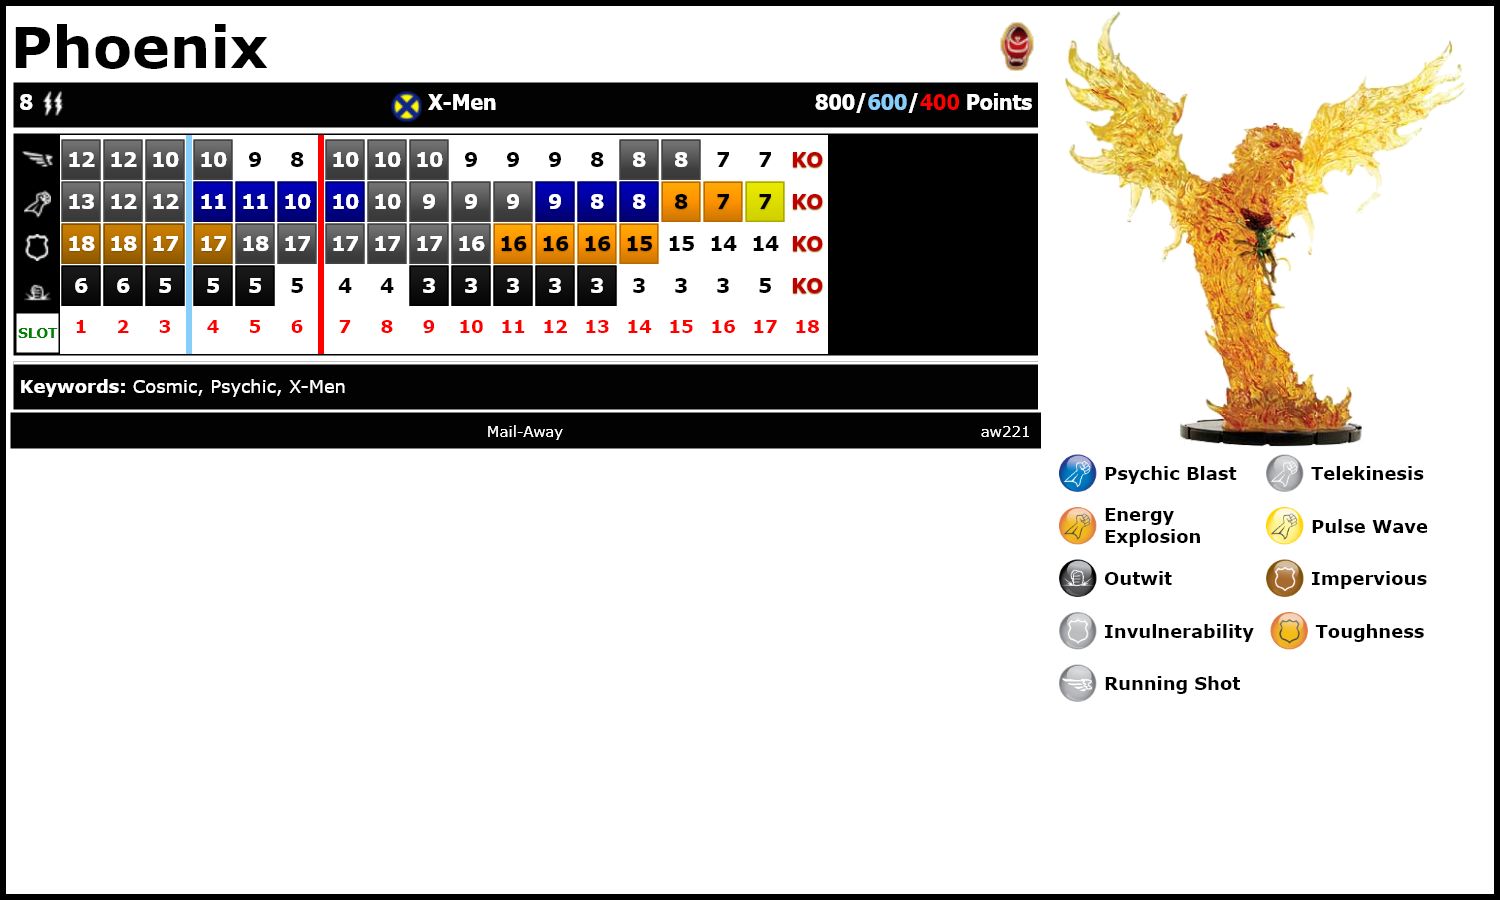 Phoenix
8 X-Men 800/600/400 Points
12 12 10 10 9 8 10 10 10 9 9 9 8 8 8 7 7 KO
13 12 12 11 11 10 10 10 9 9 9 9 8 8 8 7 7 KO
18 18 17 17 18 17 17 17 17 16 16 16 16 15 15 14 14 KO
6 6 5 5 5 5 4 4 3 3 3 3 3 3 3 3 5 KO
SLOT 1 2 3 4 5 6 7 8 9 10 11 12 13 14 15 16 17 18
Keywords: Cosmic, Psychic, X-Men
Mail-Away aw221
Psychic Blast Telekinesis
Energy
Explosion Pulse Wave
Outwit Impervious
Invulnerability Toughness
Running Shot